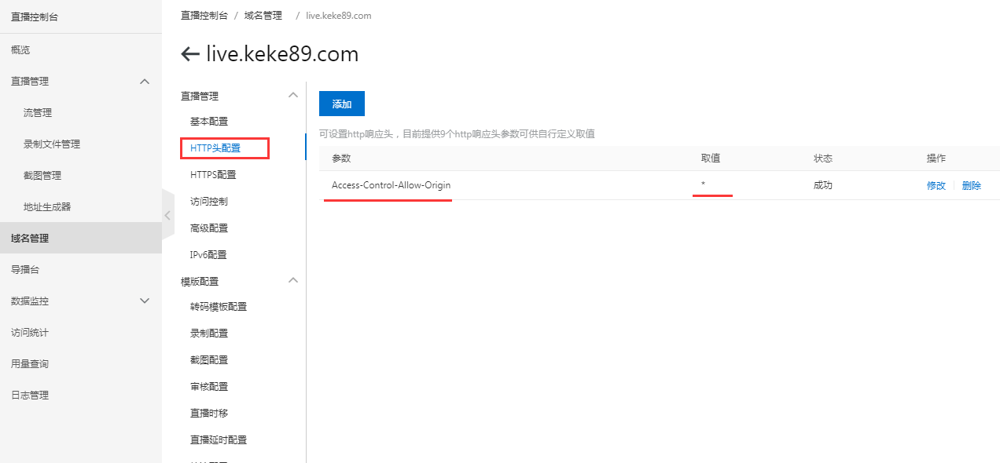 直播控制台
概览
直播管理
流管理
录制文件管理
截图管理
地址生成器
域名管理
导播台
数据监控
访问统计
用量查询
日志管理
直播控制台 / 域名管理 / live.keke89.com
live.keke89.com
直播管理
基本配置
HTTP头配置
HTTPS配置
访问控制
高级配置
IPv6配置
模版配置
转码模板配置
录制配置
截图配置
审核配置
直播时移
直播延时配置
添加
可设置http响应头，目前提供9个http响应头参数可供自行定义取值
参数 取值 状态 操作
Access-Control-Allow-Origin * 成功 修改 删除